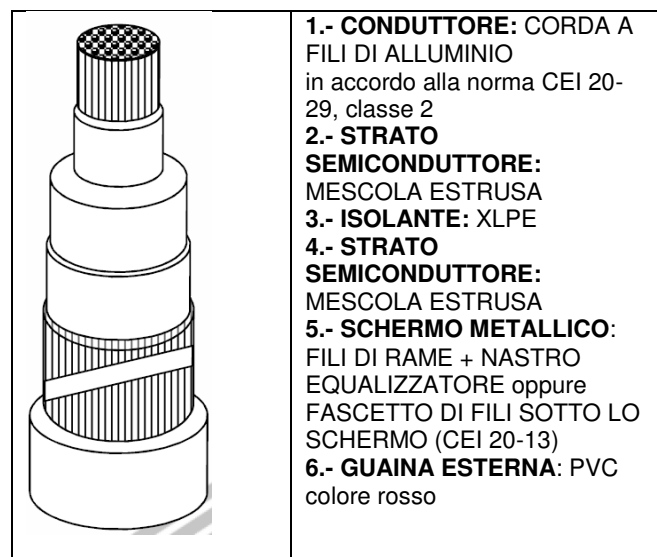 1.- CONDUTTORE: CORDA A
FILI DI ALLUMINIO
in accordo alla norma CEI 20-
29, classe 2
2.- STRATO
SEMICONDUTTORE:
MESCOLA ESTRUSA
3.- ISOLANTE: XLPE
4.- STRATO
SEMICONDUTTORE:
MESCOLA ESTRUSA
5.- SCHERMO METALLICO:
FILI DI RAME + NASTRO
EQUALIZZATORE oppure
FASCETTO DI FILI SOTTO LO
SCHERMO (CEI 20-13)
6.- GUAINA ESTERNA: PVC
colore rosso